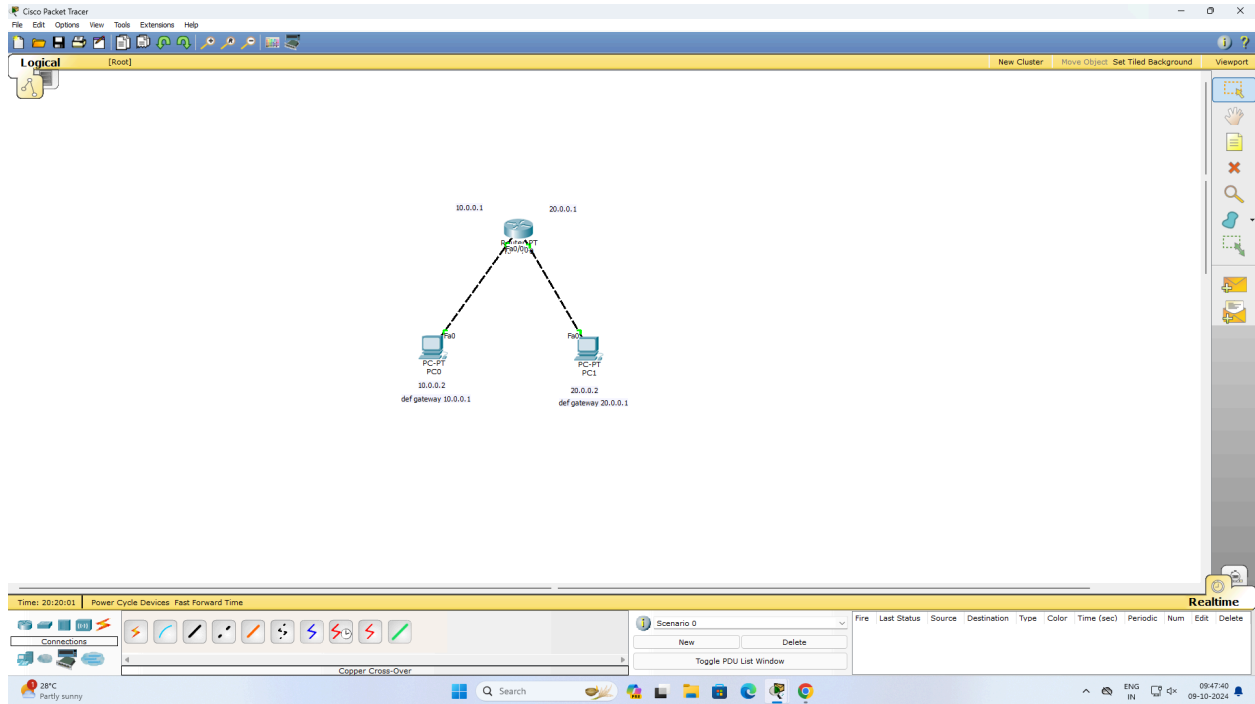 Cisco Packet Tracer
File Edit Options View Tools Extensions Help
Logical [Root] New Cluster Move Object Set Tiled Background Viewport
10.0.0.1 20.0.0.1
Fa0 Fa0
PC-PT PC-PT
PC0 PC1
10.0.0.2 20.0.0.2
def gateway 10.0.0.1 def gateway 20.0.0.1
Time: 20:20:01 Power Cycle Devices Fast Forward Time Realtime
Scenario 0 Fire Last Status Source Destination Type Color Time (sec) Periodic Num Edit Delete
Connections New Delete
Toggle PDU List Window
Copper Cross-Over
28°C ENG 09:47:40
Partly sunny Search IN 09-10-2024